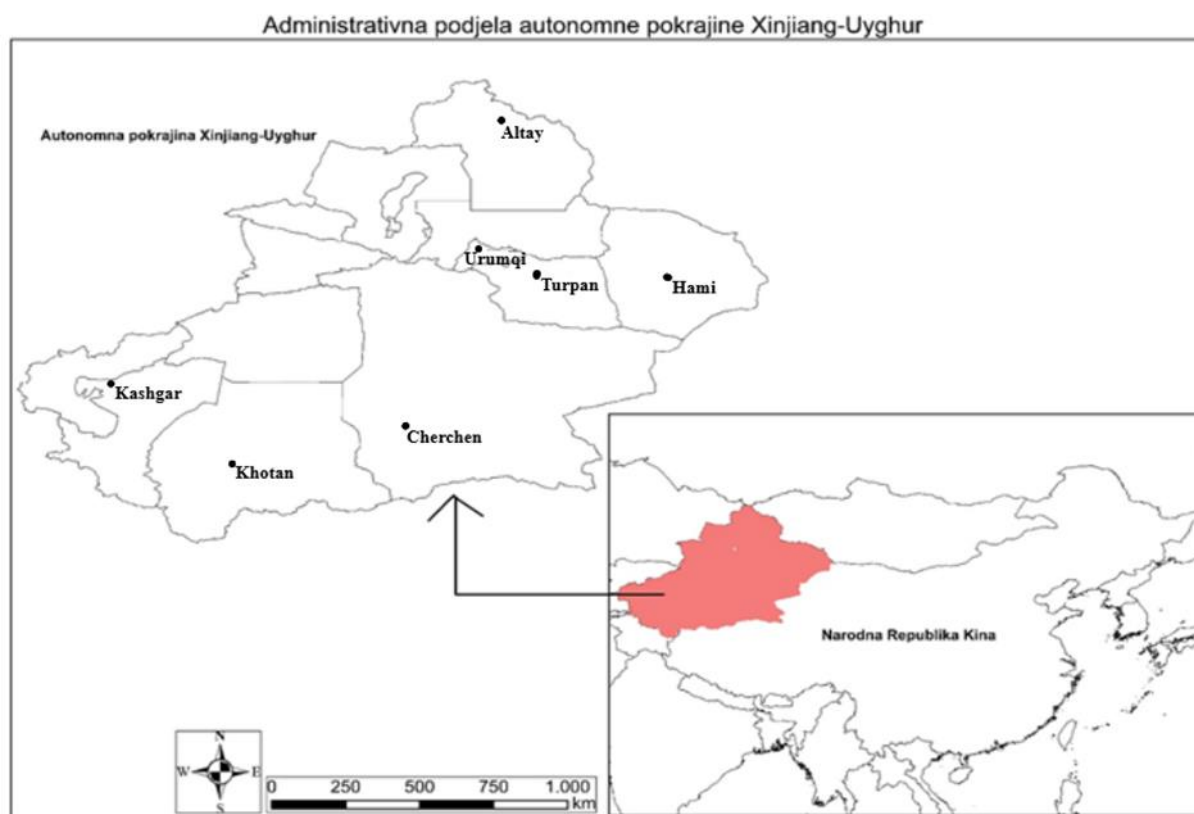 Administrativna podjela autonomne pokrajine Xinjiang-Uyghur
Autonomna pokrajina Xinjiang-Uyghur
Altay
Urumqi
Turpan
Hami
Kashgar
Cherchen
Khotan
Narodna Republika Kina
N
W E
S
0 250 500 750 1.000
km